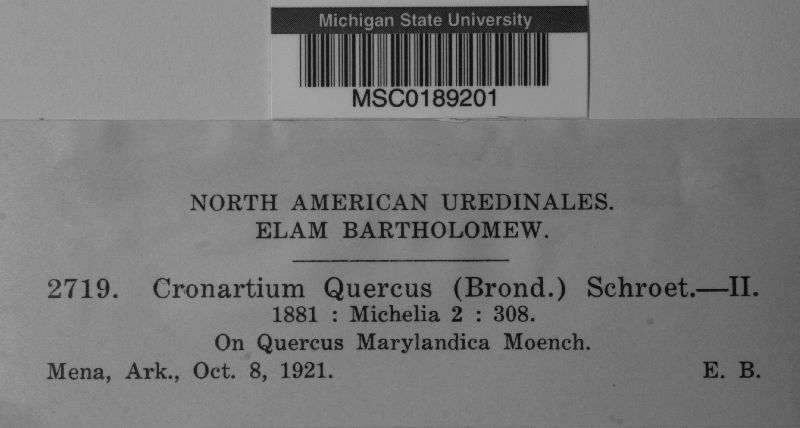 Michigan State University
MSC0189201
NORTH AMERICAN UREDINALES.
ELAM BARTHOLOMEW.
2719. Cronartium Quercus (Brond.) Schroet.—II.
1881 : Michelia 2 : 308.
On Quercus Marylandica Moench.
Mena, Ark., Oct. 8, 1921. E. B.